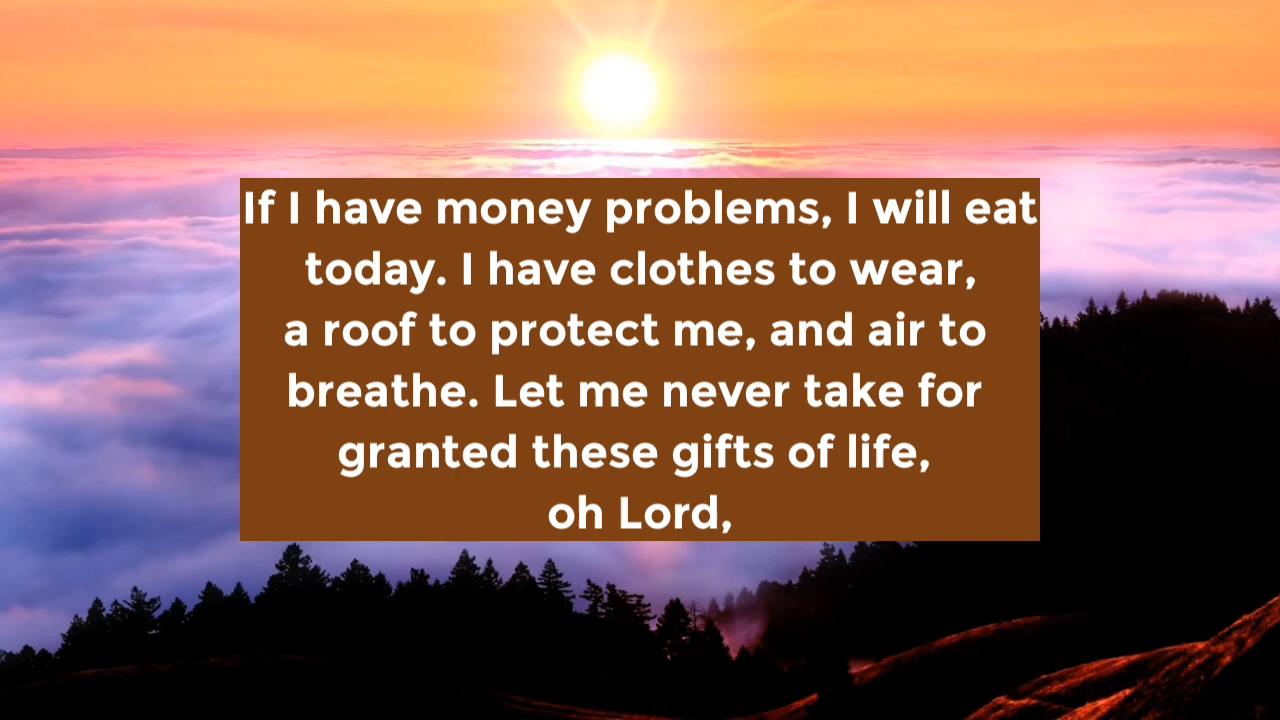 If I have money problems, I will eat
today. I have clothes to wear,
a roof to protect me, and air to
breathe. Let me never take for
granted these gifts of life,
oh Lord,